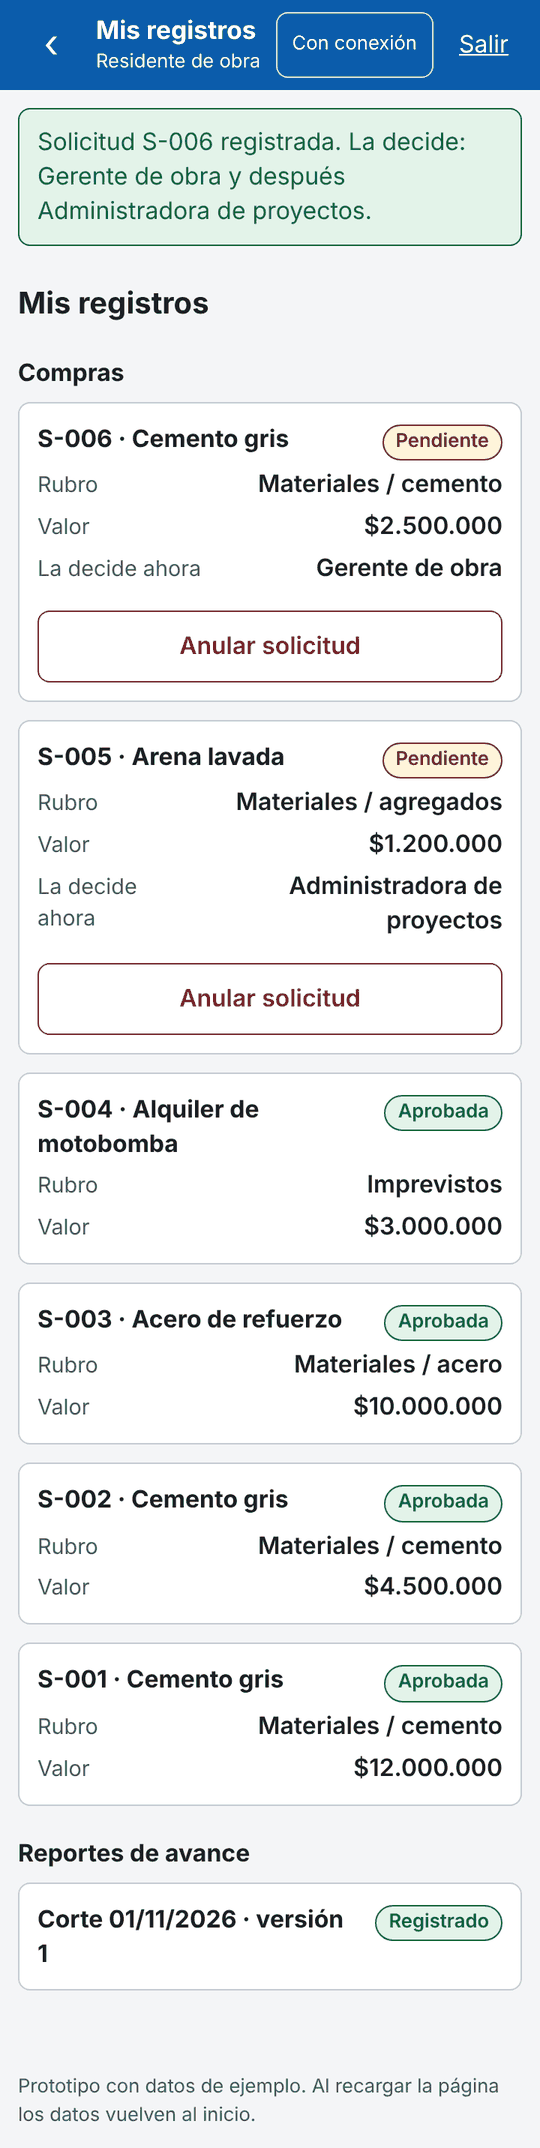 Mis registros
Residente de obra
Con conexión
Salir
Solicitud S-006 registrada. La decide:
Gerente de obra y después
Administradora de proyectos.
Mis registros
Compras
S-006 · Cemento gris
Pendiente
Rubro
Materiales / cemento
Valor
$2.500.000
La decide ahora
Gerente de obra
Anular solicitud
S-005 · Arena lavada
Pendiente
Rubro
Materiales / agregados
Valor
$1.200.000
La decide
ahora
Administradora de
proyectos
Anular solicitud
S-004 · Alquiler de
motobomba
Aprobada
Rubro
Imprevistos
Valor
$3.000.000
S-003 · Acero de refuerzo
Aprobada
Rubro
Materiales / acero
Valor
$10.000.000
S-002 · Cemento gris
Aprobada
Rubro
Materiales / cemento
Valor
$4.500.000
S-001 · Cemento gris
Aprobada
Rubro
Materiales / cemento
Valor
$12.000.000
Reportes de avance
Corte 01/11/2026 · versión
1
Registrado
Prototipo con datos de ejemplo. Al recargar la página
los datos vuelven al inicio.